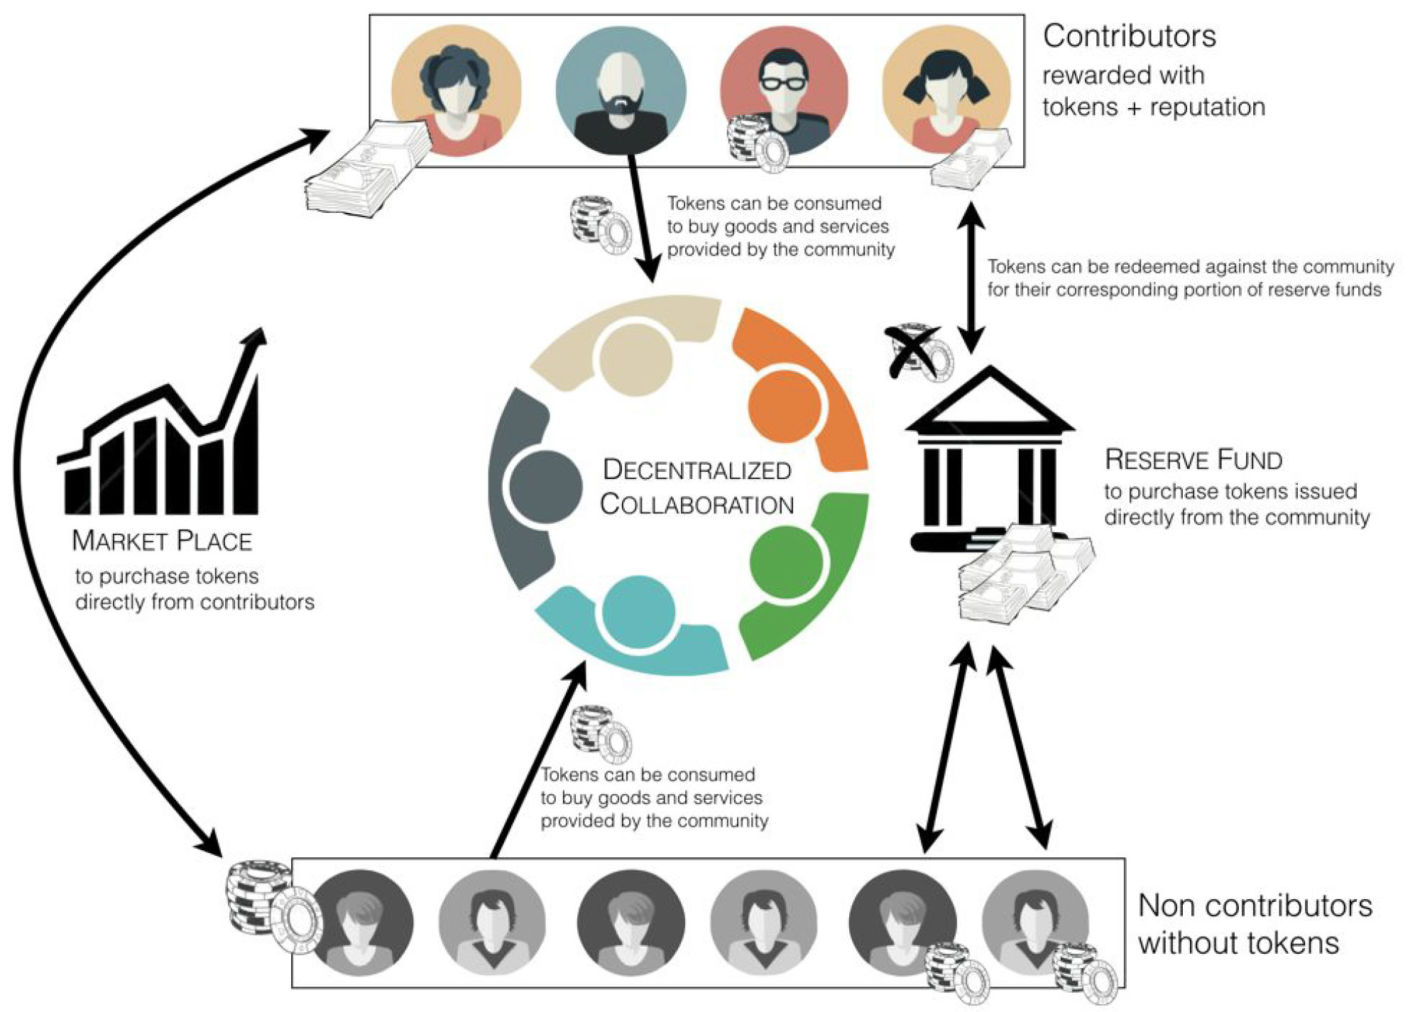 Contributors
rewarded with
tokens + reputation
Tokens can be consumed
to buy goods and services
provided by the community
Tokens can be redeemed against the community
for their corresponding portion of reserve funds
DECENTRALIZED
COLLABORATION
RESERVE FUND
to purchase tokens issued
directly from the community
MARKET PLACE
to purchase tokens
directly from contributors
Tokens can be consumed
to buy goods and services
provided by the community
Non contributors
without tokens